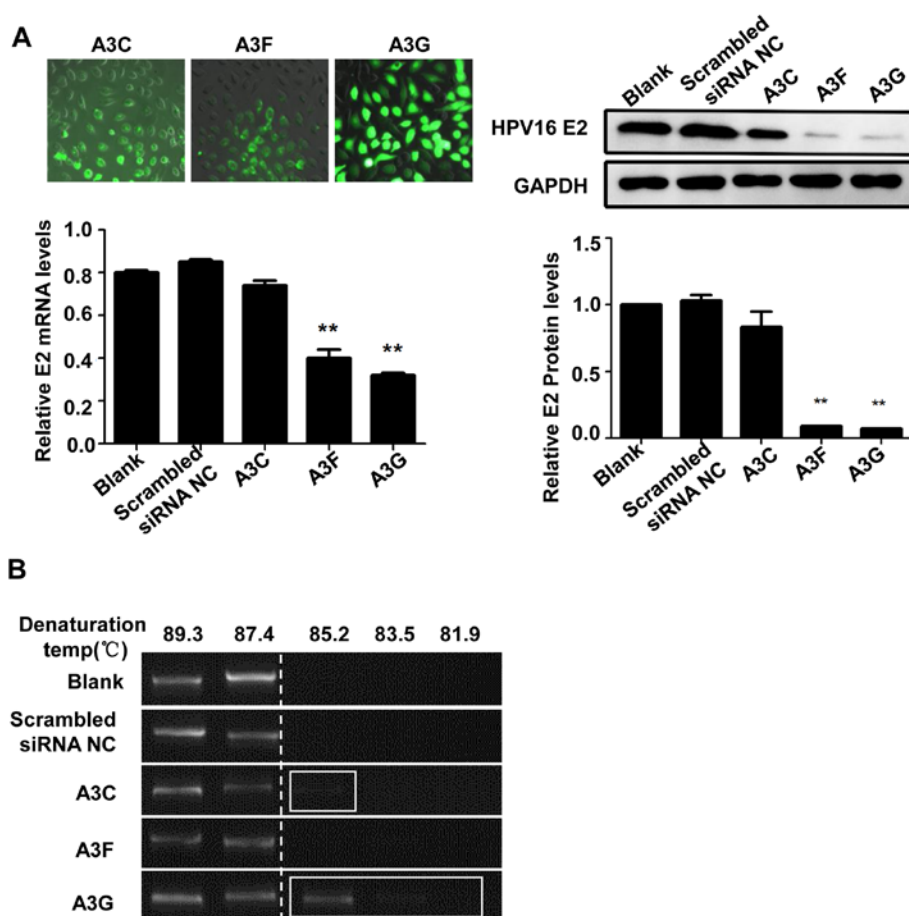 A
A3C
A3F
A3G
Blank
Scrambled
siRNA NC
A3C
A3F
A3G
HPV16 E2
GAPDH
Relative E2 mRNA levels
1.0
0.8
0.6
0.4
0.2
0.0
**
**
Blank
Scrambled
siRNA NC
A3C
A3F
A3G
Relative E2 Protein levels
1.5
1.0
0.5
0.0
**
**
Blank
Scrambled
siRNA NC
A3C
A3F
A3G
B
Denaturation
temp(℃)
89.3 87.4 85.2 83.5 81.9
Blank
Scrambled
siRNA NC
A3C
A3F
A3G